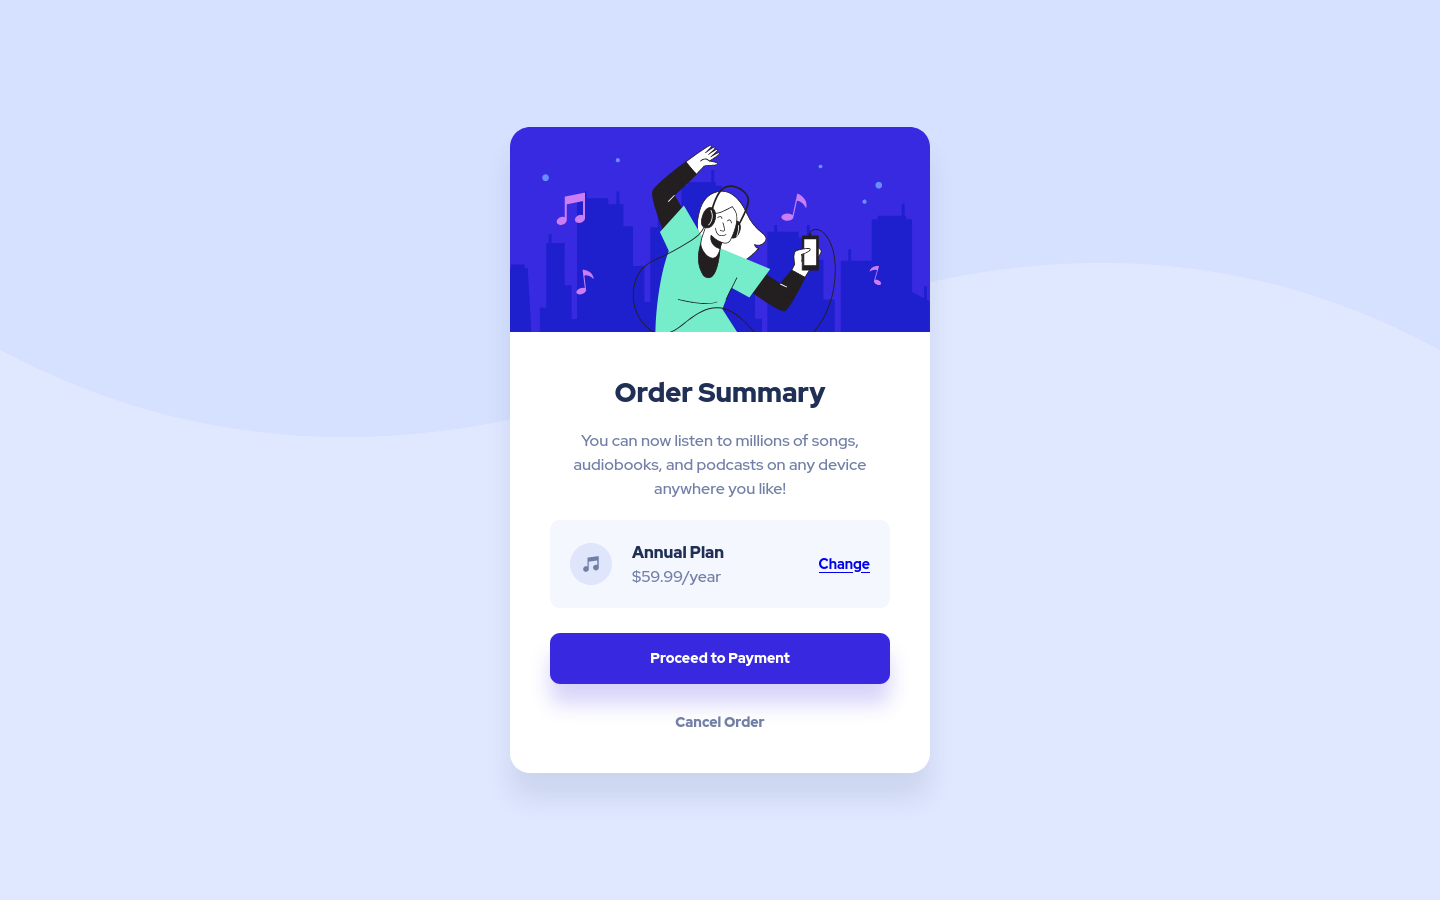 Order Summary
You can now listen to millions of songs,
audiobooks, and podcasts on any device
anywhere you like!
Annual Plan
$59.99/year
Change
Proceed to Payment
Cancel Order